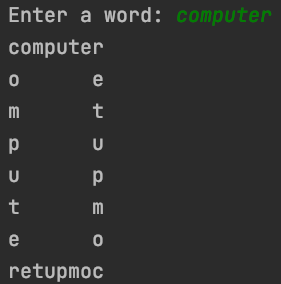 Enter a word: computer
computer
o      e
m      t
p      u
u      p
t      m
e      o
retupmoc